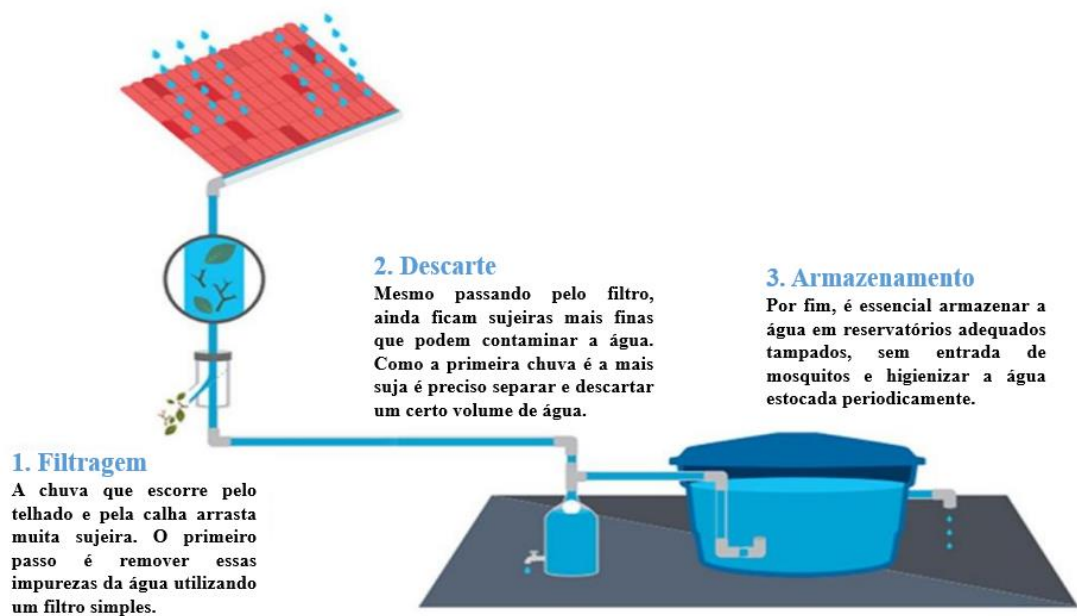 1. Filtragem
A chuva que escorre pelo
telhado e pela calha arrasta
muita sujeira. O primeiro
passo é remover essas
impurezas da água utilizando
um filtro simples.
2. Descarte
Mesmo passando pelo filtro,
ainda ficam sujeiras mais finas
que podem contaminar a água.
Como a primeira chuva é a mais
suja é preciso separar e descartar
um certo volume de água.
3. Armazenamento
Por fim, é essencial armazenar a
água em reservatórios adequados
tampados, sem entrada de
mosquitos e higienizar a água
estocada periodicamente.